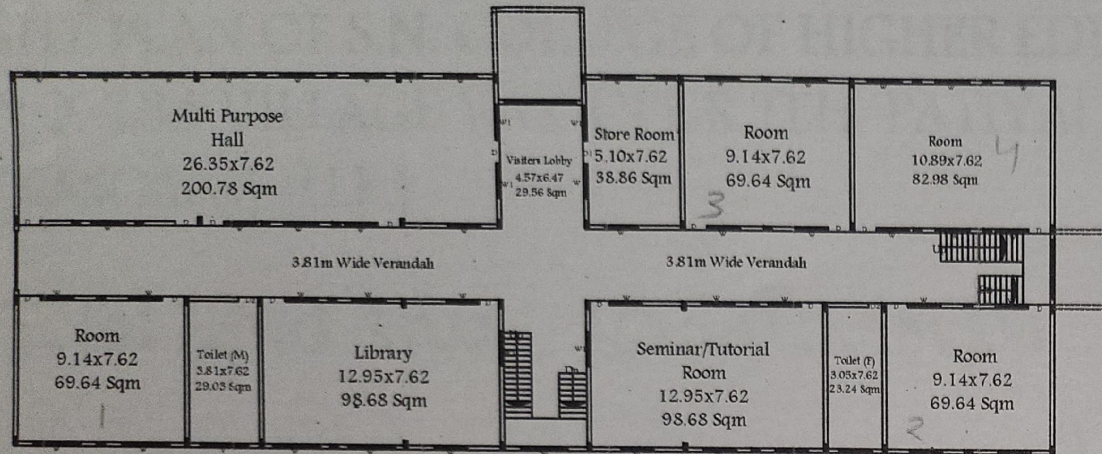 Multi Purpose
Hall
26.35x7.62
200.78 Sqm
Visiters Lobby
4.57x6.47
29.56 Sqm
Store Room
5.10x7.62
38.86 Sqm
Room
9.14x7.62
69.64 Sqm
3
Room
10.89x7.62
82.98 Sqm
4
3.81m Wide Verandah
3.81m Wide Verandah
Room
9.14x7.62
69.64 Sqm
1
Toilet (M)
3.81x7.62
29.03 Sqm
Library
12.95x7.62
98.68 Sqm
Seminar/Tutorial
Room
12.95x7.62
98.68 Sqm
Toilet (F)
3.05x7.62
23.24 Sqm
Room
9.14x7.62
69.64 Sqm
2